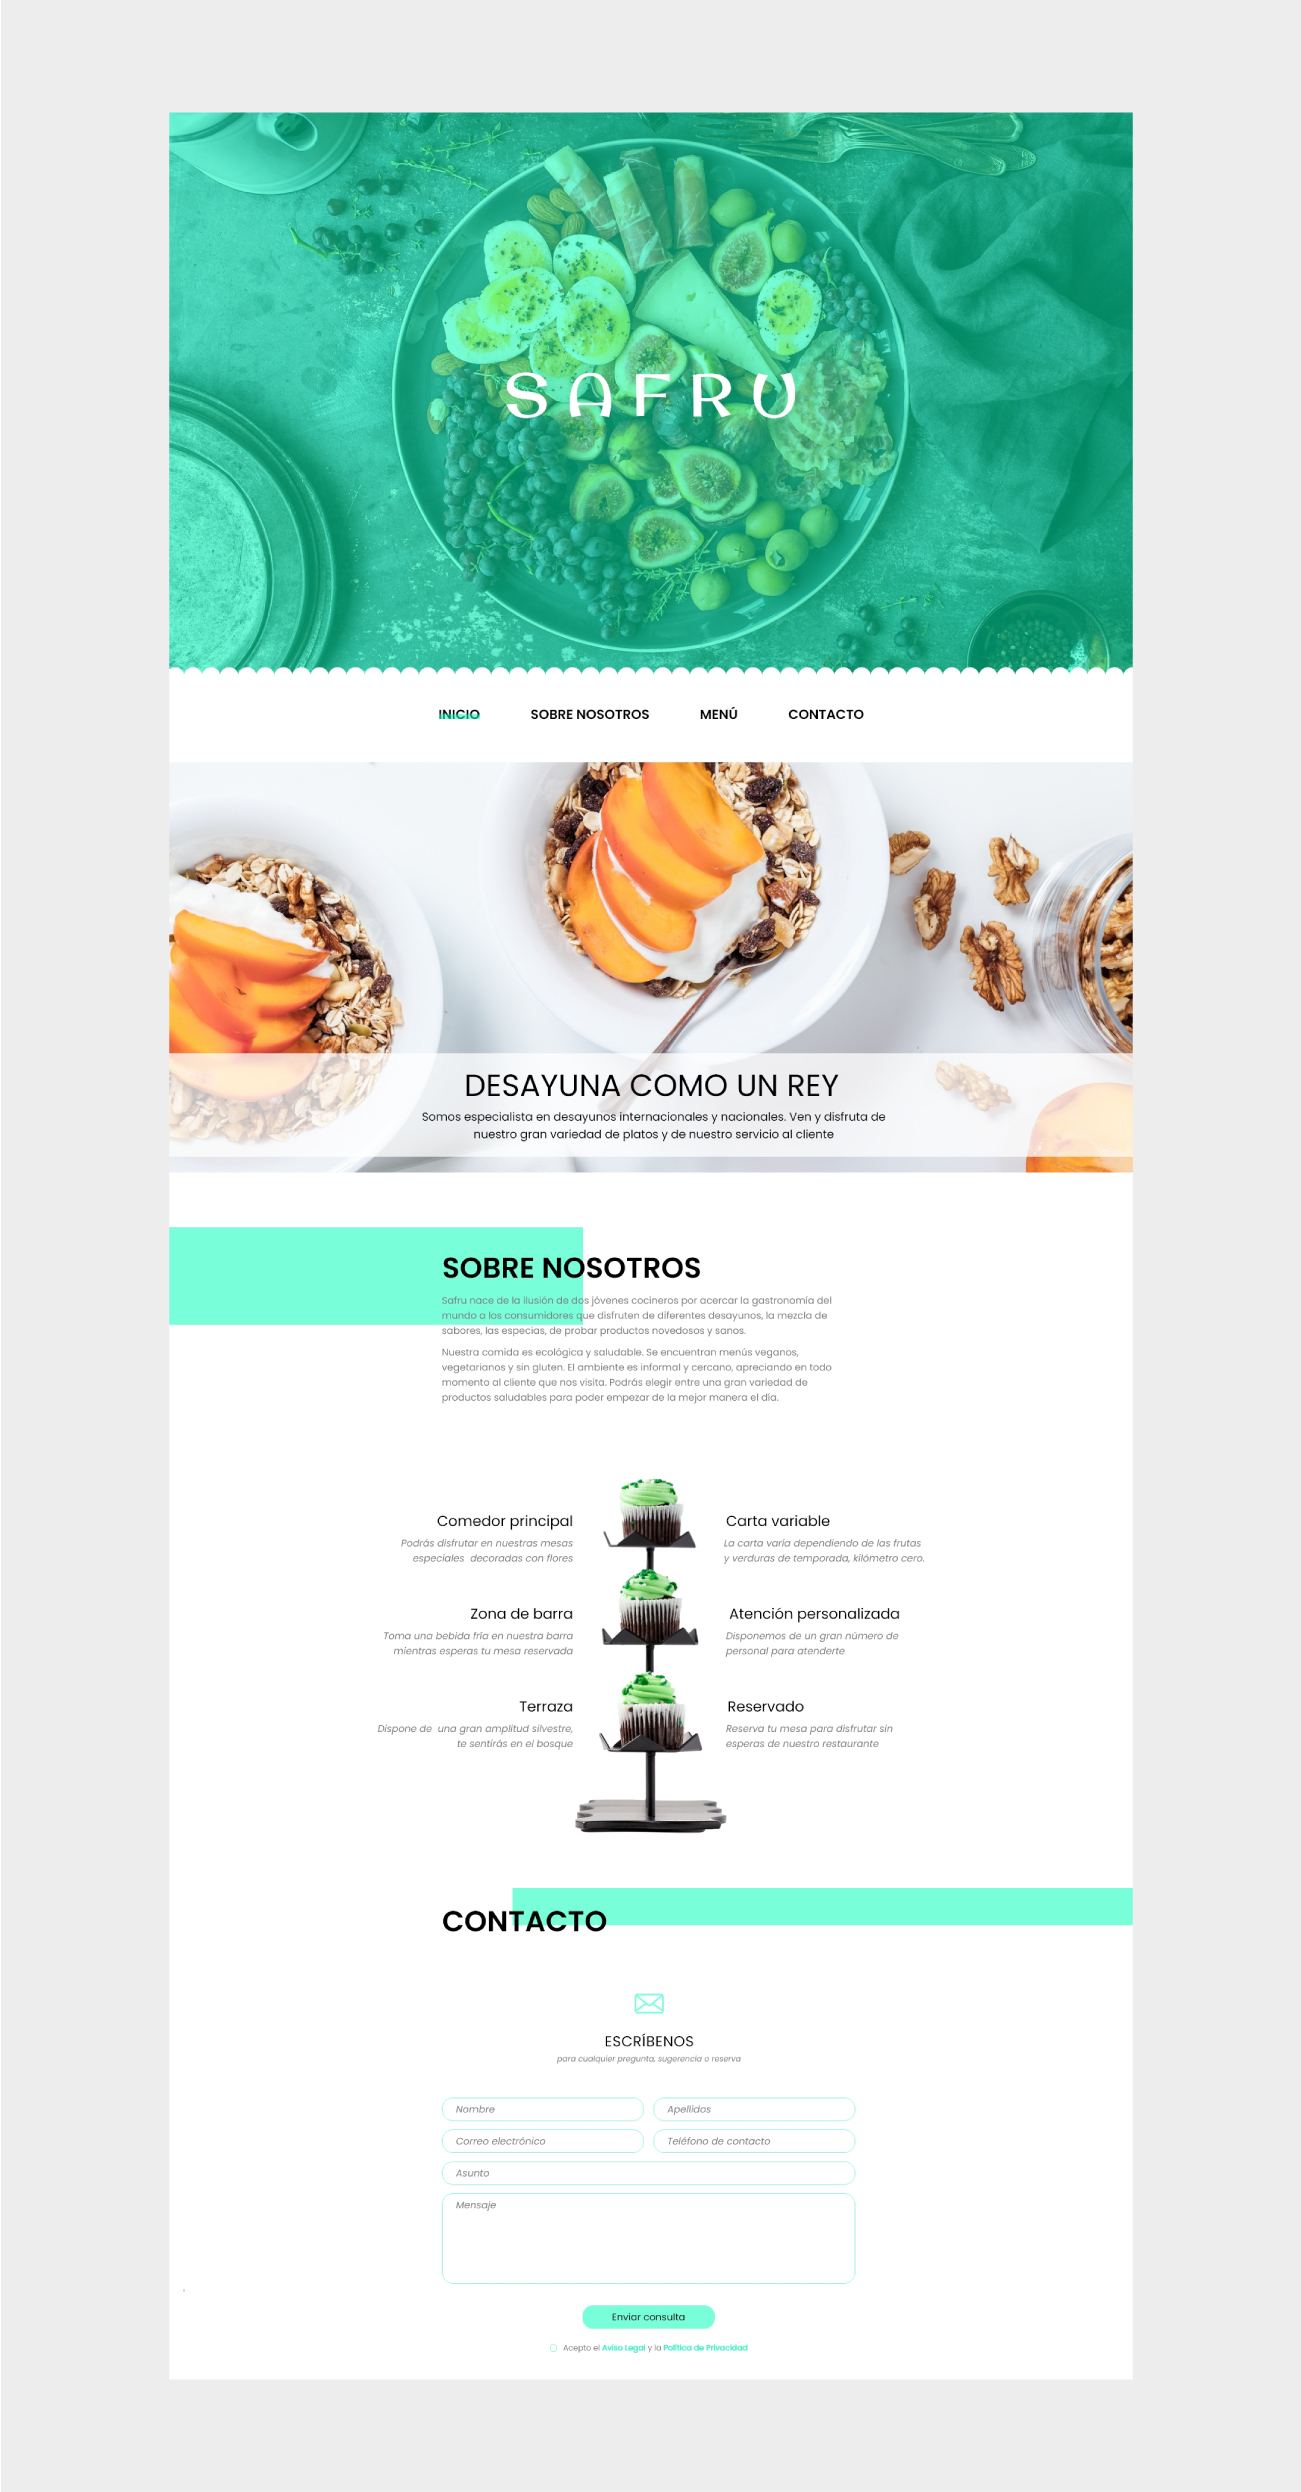 SAFRU
INICIO SOBRE NOSOTROS MENÚ CONTACTO
DESAYUNA COMO UN REY
Somos especialista en desayunos internacionales y nacionales. Ven y disfruta de
nuestro gran variedad de platos y de nuestro servicio al cliente
SOBRE NOSOTROS
Safru nace de la ilusión de dos jóvenes cocineros por acercar la gastronomía del
mundo a los consumidores que disfruten de diferentes desayunos, la mezcla de
sabores, las especias, de probar productos novedosos y sanos.
Nuestra comida es ecológica y saludable. Se encuentran menús veganos,
vegetarianos y sin gluten. El ambiente es informal y cercano, apreciando en todo
momento al cliente que nos visita. Podrás elegir entre una gran variedad de
productos saludables para poder empezar de la mejor manera el día.
Comedor principal
Podrás disfrutar en nuestras mesas
especiales decoradas con flores
Carta variable
La carta varía dependiendo de las frutas
y verduras de temporada, kilómetro cero.
Zona de barra
Toma una bebida fría en nuestra barra
mientras esperas tu mesa reservada
Atención personalizada
Disponemos de un gran número de
personal para atenderte
Terraza
Dispone de una gran amplitud silvestre,
te sentirás en el bosque
Reservado
Reserva tu mesa para disfrutar sin
esperas de nuestro restaurante
CONTACTO
ESCRÍBENOS
para cualquier pregunta, sugerencia o reserva
Nombre Apellidos
Correo electrónico Teléfono de contacto
Asunto
Mensaje
Enviar consulta
Acepto el Aviso Legal y la Política de Privacidad